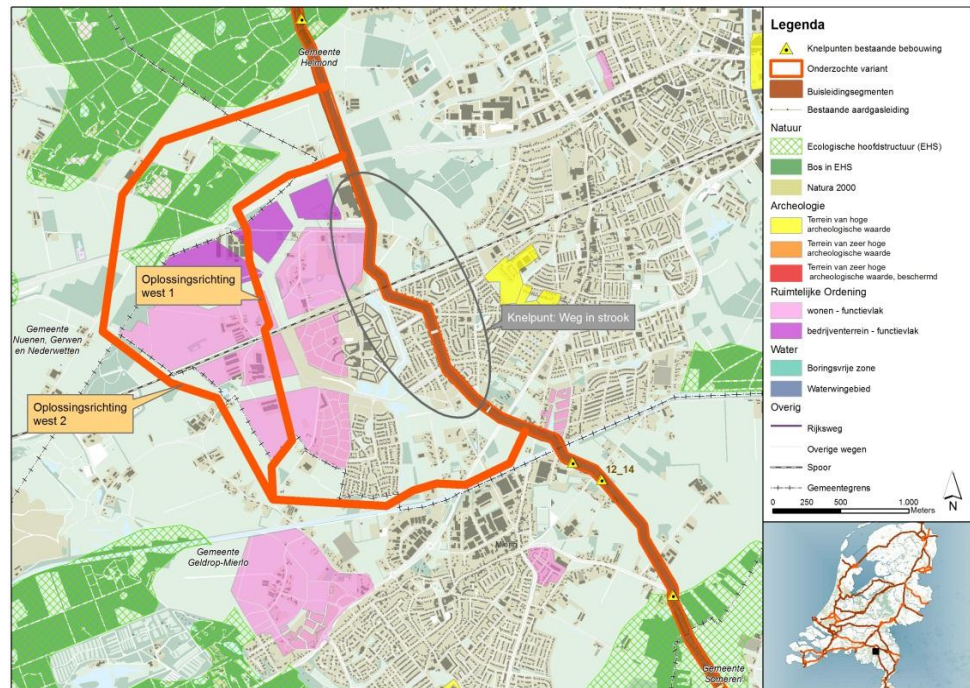 Gemeente
Helmond
Oplossingsrichting
west 1
Knelpunt: Weg in strook
Gemeente
Nuenen, Gerwen
en Nederwetten
Oplossingsrichting
west 2
12_14
Mierlo
Gemeente
Geldrop-Mierlo
Gemeente
Someren
Legenda
Knelpunten bestaande bebouwing
Onderzochte variant
Buisleidingsegmenten
Bestaande aardgasleiding
Natuur
Ecologische hoofdstructuur (EHS)
Bos in EHS
Natura 2000
Archeologie
Terrein van hoge
archeologische waarde
Terrein van zeer hoge
archeologische waarde
Terrein van zeer hoge
archeologische waarde, beschermd
Ruimtelijke Ordening
wonen - functievlak
bedrijventerrein - functievlak
Water
Boringsvrije zone
Waterwingebied
Overig
Rijksweg
Overige wegen
Spoor
Gemeentegrens
0 250 500 1.000
Meters
N